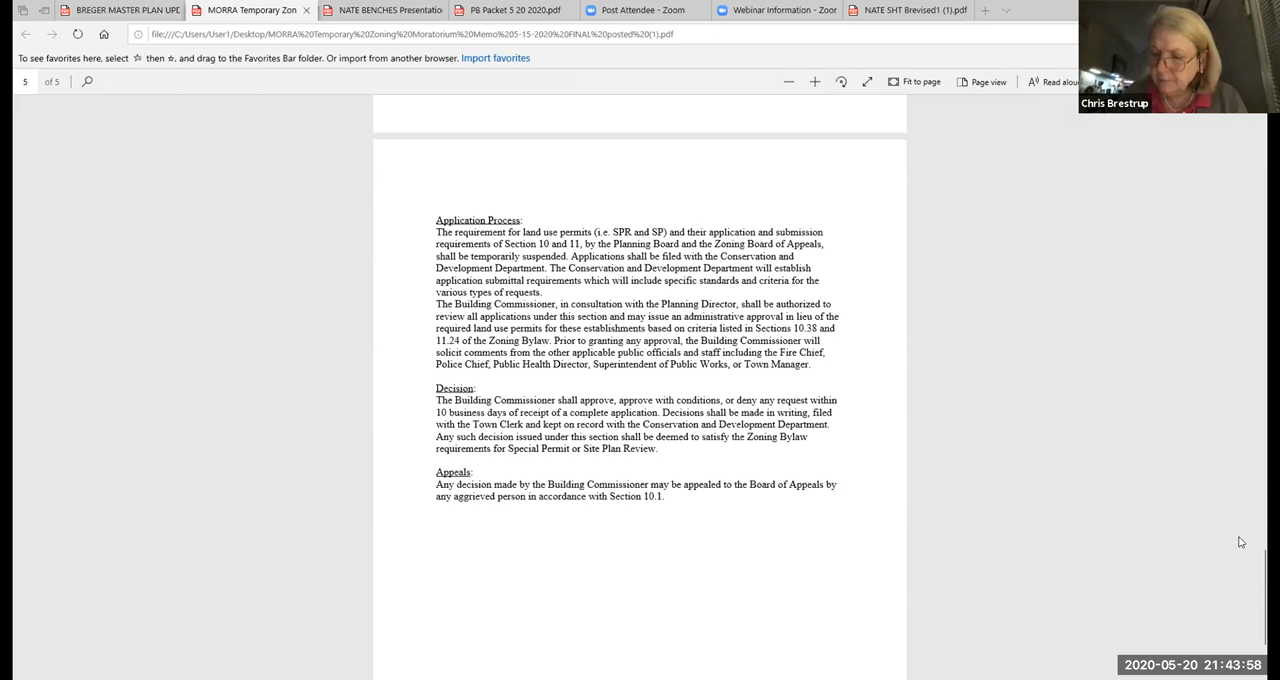 BREGER MASTER PLAN UPD
MORRA Temporary Zon
NATE BENCHES Presentatio
PB Packet 5 20 2020.pdf
Post Attendee - Zoom
Webinar Information - Zoor
NATE SHT Brevised1 (1).pdf
file:///C:/Users/User1/Desktop/MORRA%20Temporary%20Zoning%20Moratorium%20Memo%205-15-2020%20FINAL%20posted%20(1).pdf
To see favorites here, select ☆ then ☆, and drag to the Favorites Bar folder. Or import from another browser. Import favorites
5 of 5
Fit to page
Page view
Read alou
Chris Brestrup
Application Process:
The requirement for land use permits (i.e. SPR and SP) and their application and submission
requirements of Section 10 and 11, by the Planning Board and the Zoning Board of Appeals,
shall be temporarily suspended. Applications shall be filed with the Conservation and
Development Department. The Conservation and Development Department will establish
application submittal requirements which will include specific standards and criteria for the
various types of requests.
The Building Commissioner, in consultation with the Planning Director, shall be authorized to
review all applications under this section and may issue an administrative approval in lieu of the
required land use permits for these establishments based on criteria listed in Sections 10.38 and
11.24 of the Zoning Bylaw. Prior to granting any approval, the Building Commissioner will
solicit comments from the other applicable public officials and staff including the Fire Chief,
Police Chief, Public Health Director, Superintendent of Public Works, or Town Manager.
Decision:
The Building Commissioner shall approve, approve with conditions, or deny any request within
10 business days of receipt of a complete application. Decisions shall be made in writing, filed
with the Town Clerk and kept on record with the Conservation and Development Department.
Any such decision issued under this section shall be deemed to satisfy the Zoning Bylaw
requirements for Special Permit or Site Plan Review.
Appeals:
Any decision made by the Building Commissioner may be appealed to the Board of Appeals by
any aggrieved person in accordance with Section 10.1.
2020-05-20 21:43:58